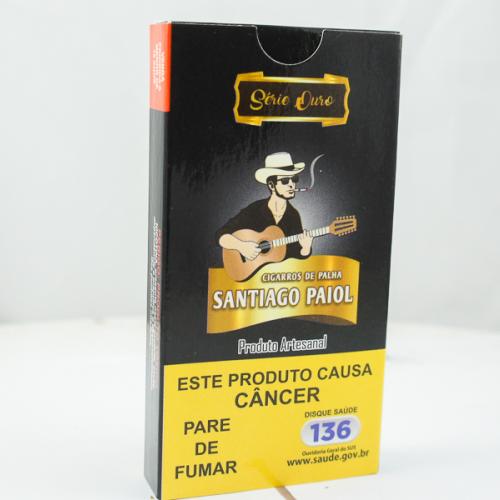 Série Ouro
CIGARROS DE PALHA
SANTIAGO PAIOL
Produto Artesanal
ESTE PRODUTO CAUSA
CÂNCER
PARE
DE
FUMAR
DISQUE SAÚDE
136
Ouvidoria Geral do SUS
www.saude.gov.br